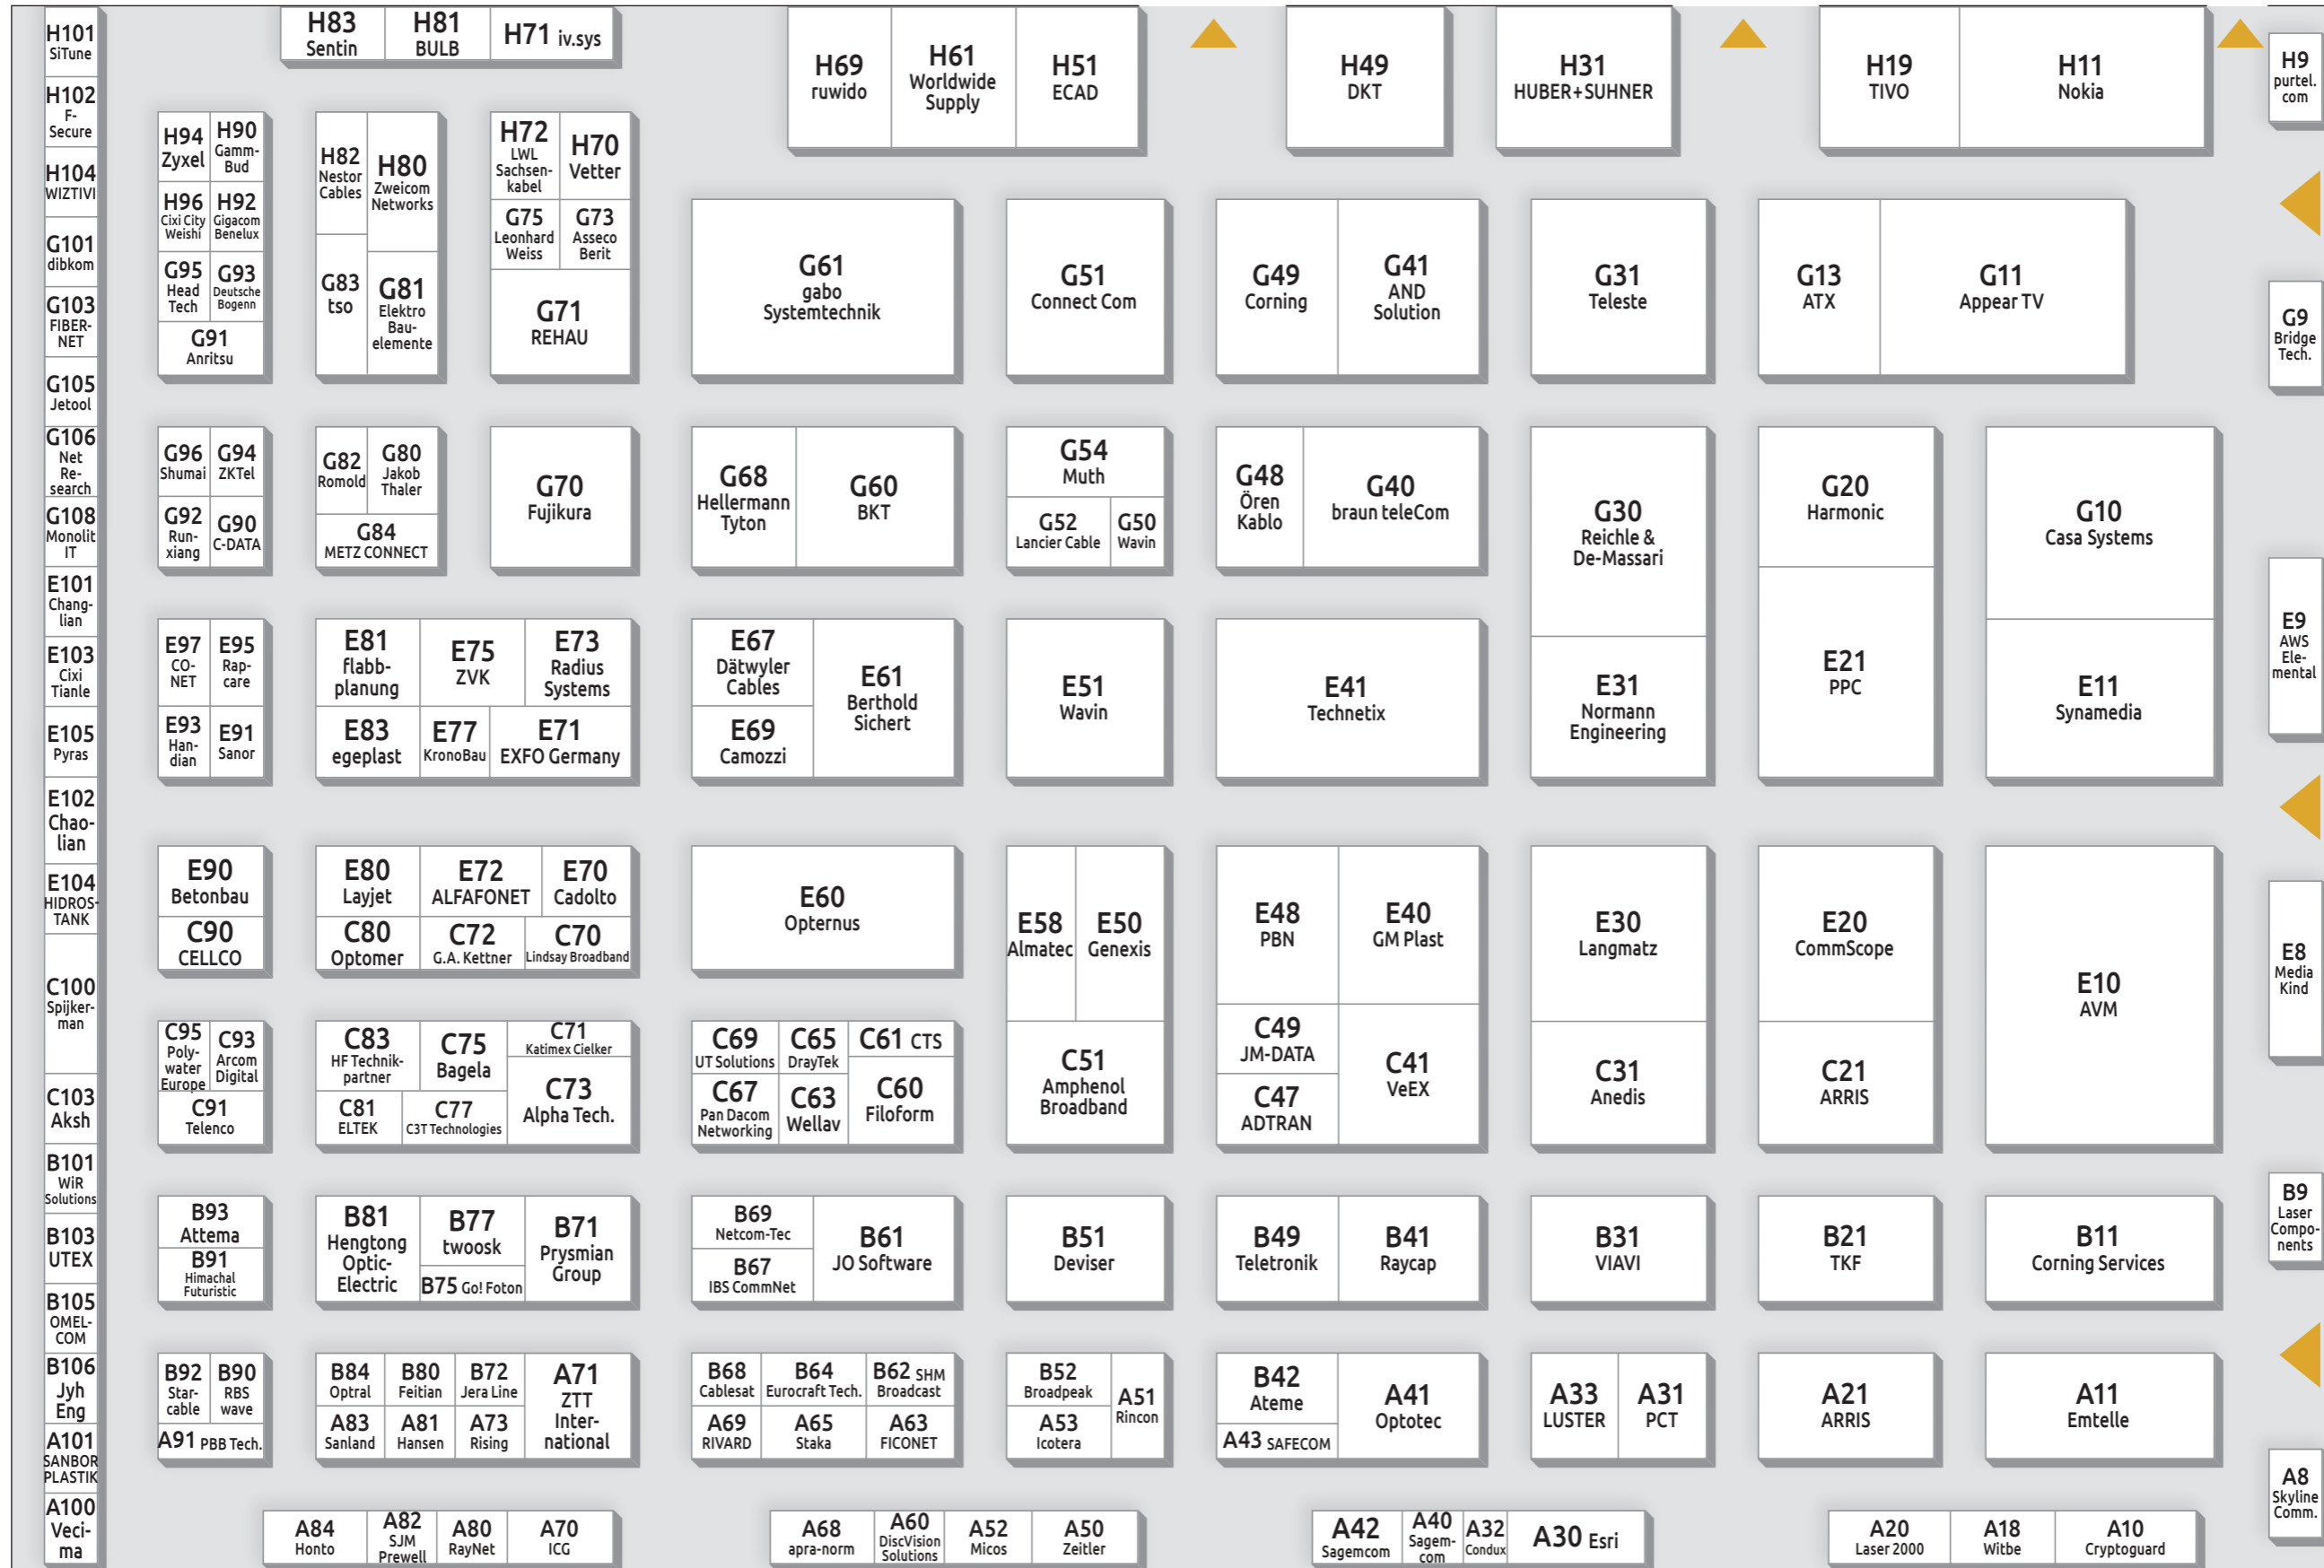 H101
SiTune
H102
F-
Secure
H104
WIZTIVI
G101
dibkom
G103
FIBER-
NET
G105
Jetool
G106
Net
Re-
search
G108
Monolit
IT
E101
Chang-
lian
E103
Cixi
Tianle
E105
Pyras
E102
Chao-
lian
E104
HIDROS-
TANK
C100
Spijker-
man
C103
Aksh
B101
WiR
Solutions
B103
UTEX
B105
OMEL-
COM
B106
Jyh
Eng
A101
SANBOR
PLASTIK
A100
Veci-
ma
H83
Sentin
H81
BULB
H71 iv.sys
H69
ruwido
H61
Worldwide
Supply
H51
ECAD
H49
DKT
H31
HUBER+SUHNER
H19
TIVO
H11
Nokia
H9
purtel.
com
H94
Zyxel
H90
Gamm-
Bud
H96
Cixi City
Weishi
H92
Gigacom
Benelux
G95
Head
Tech
G93
Deutsche
Bogenn
G91
Anritsu
H82
Nestor
Cables
H80
Zweicom
Networks
G83
tso
G81
Elektro
Bau-
elemente
H72
LWL
Sachsen-
kabel
H70
Vetter
G75
Leonhard
Weiss
G73
Asseco
Berit
G71
REHAU
G61
gabo
Systemtechnik
G51
Connect Com
G49
Corning
G41
AND
Solution
G31
Teleste
G13
ATX
G11
Appear TV
G9
Bridge
Tech.
G96
Shumai
G94
ZKTel
G92
Run-
xiang
G90
C-DATA
G82
Romold
G80
Jakob
Thaler
G84
METZ CONNECT
G70
Fujikura
G68
Hellermann
Tyton
G60
BKT
G54
Muth
G52
Lancier Cable
G50
Wavin
G48
Ören
Kablo
G40
braun teleCom
G30
Reichle &
De-Massari
G20
Harmonic
G10
Casa Systems
E97
CO-
NET
E95
Rap-
care
E93
Han-
dian
E91
Sanor
E81
flabb-
planung
E75
ZVK
E73
Radius
Systems
E83
egeplast
E77
KronoBau
E71
EXFO Germany
E67
Dätwyler
Cables
E69
Camozzi
E61
Berthold
Sichert
E51
Wavin
E41
Technetix
E31
Normann
Engineering
E21
PPC
E11
Synamedia
E9
AWS
Ele-
mental
E90
Betonbau
C90
CELLCO
E80
Layjet
E72
ALFAFONET
E70
Cadolto
C80
Optomer
C72
G.A. Kettner
C70
Lindsay Broadband
E60
Opternus
E58
Almatec
E50
Genexis
E48
PBN
E40
GM Plast
E30
Langmatz
E20
CommScope
E10
AVM
E8
Media
Kind
C95
Poly-
water
Europe
C93
Arcom
Digital
C91
Telenco
C83
HF Technik-
partner
C75
Bagela
C71
Katimex Cielker
C73
Alpha Tech.
C81
ELTEK
C77
C3T Technologies
C69
UT Solutions
C65
DrayTek
C61 CTS
C67
Pan Dacom
Networking
C63
Wellav
C60
Filoform
C51
Amphenol
Broadband
C49
JM-DATA
C47
ADTRAN
C41
VeEX
C31
Anedis
C21
ARRIS
B93
Attema
B91
Himachal
Futuristic
B81
Hengtong
Optic-
Electric
B77
twoosk
B75 Go! Foton
B71
Prysmian
Group
B69
Netcom-Tec
B67
IBS CommNet
B61
JO Software
B51
Deviser
B49
Teletronik
B41
Raycap
B31
VIAVI
B21
TKF
B11
Corning Services
B9
Laser
Compo-
nents
B92
Star-
cable
B90
RBS
wave
A91 PBB Tech.
B84
Optral
B80
Feitian
B72
Jera Line
A71
ZTT
Inter-
national
A83
Sanland
A81
Hansen
A73
Rising
B68
Cablesat
B64
Eurocraft Tech.
B62 SHM
Broadcast
A69
RIVARD
A65
Staka
A63
FICONET
B52
Broadpeak
A53
Icotera
A51
Rincon
B42
Ateme
A43 SAFECOM
A41
Optotec
A33
LUSTER
A31
PCT
A21
ARRIS
A11
Emtelle
A8
Skyline
Comm.
A84
Honto
A82
SJM
Prewell
A80
RayNet
A70
ICG
A68
apra-norm
A60
DiscVision
Solutions
A52
Micos
A50
Zeitler
A42
Sagemcom
A40
Sagem-
com
A32
Condux
A30 Esri
A20
Laser 2000
A18
Witbe
A10
Cryptoguard